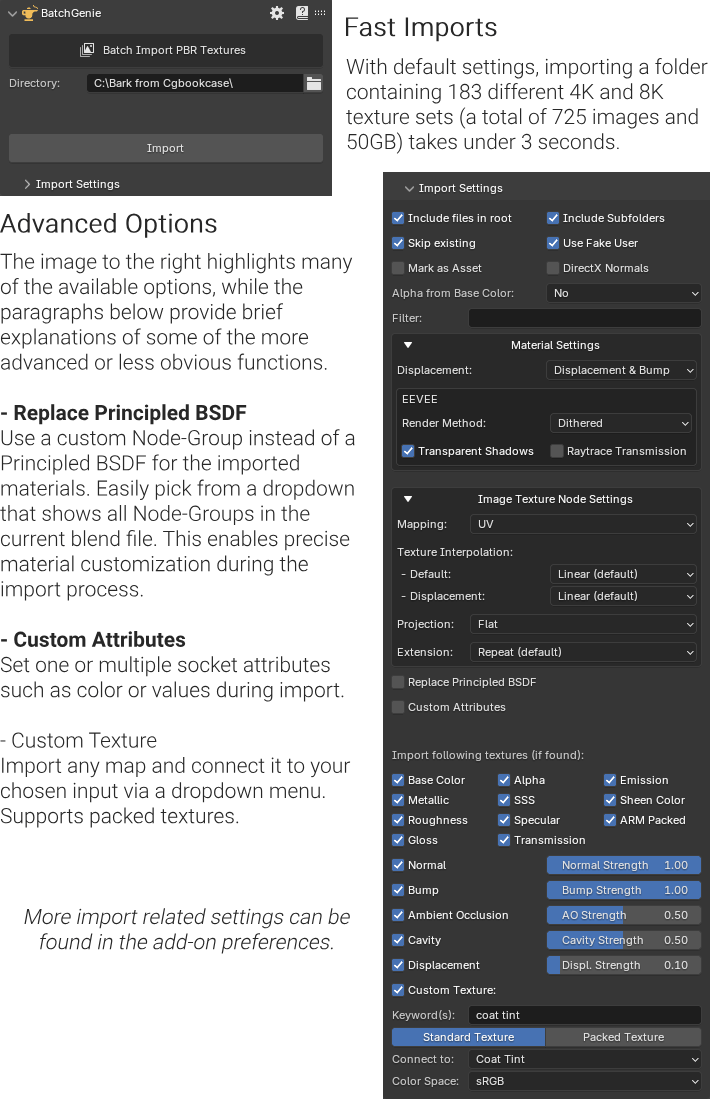 BatchGenie
Batch Import PBR Textures
Directory: C:\Bark from Cgbookcase\
Import
Import Settings
Fast Imports
With default settings, importing a folder
containing 183 different 4K and 8K
texture sets (a total of 725 images and
50GB) takes under 3 seconds.
Advanced Options
The image to the right highlights many
of the available options, while the
paragraphs below provide brief
explanations of some of the more
advanced or less obvious functions.
- Replace Principled BSDF
Use a custom Node-Group instead of a
Principled BSDF for the imported
materials. Easily pick from a dropdown
that shows all Node-Groups in the
current blend file. This enables precise
material customization during the
import process.
- Custom Attributes
Set one or multiple socket attributes
such as color or values during import.
- Custom Texture
Import any map and connect it to your
chosen input via a dropdown menu.
Supports packed textures.
More import related settings can be
found in the add-on preferences.
Import Settings
Include files in root Include Subfolders
Skip existing Use Fake User
Mark as Asset DirectX Normals
Alpha from Base Color: No
Filter:
Material Settings
Displacement: Displacement & Bump
EEVEE
Render Method: Dithered
Transparent Shadows Raytrace Transmission
Image Texture Node Settings
Mapping: UV
Texture Interpolation:
- Default: Linear (default)
- Displacement: Linear (default)
Projection: Flat
Extension: Repeat (default)
Replace Principled BSDF
Custom Attributes
Import following textures (if found):
Base Color Alpha Emission
Metallic SSS Sheen Color
Roughness Specular ARM Packed
Gloss Transmission
Normal Normal Strength 1.00
Bump Bump Strength 1.00
Ambient Occlusion AO Strength 0.50
Cavity Cavity Strength 0.50
Displacement Displ. Strength 0.10
Custom Texture:
Keyword(s): coat tint
Standard Texture Packed Texture
Connect to: Coat Tint
Color Space: sRGB